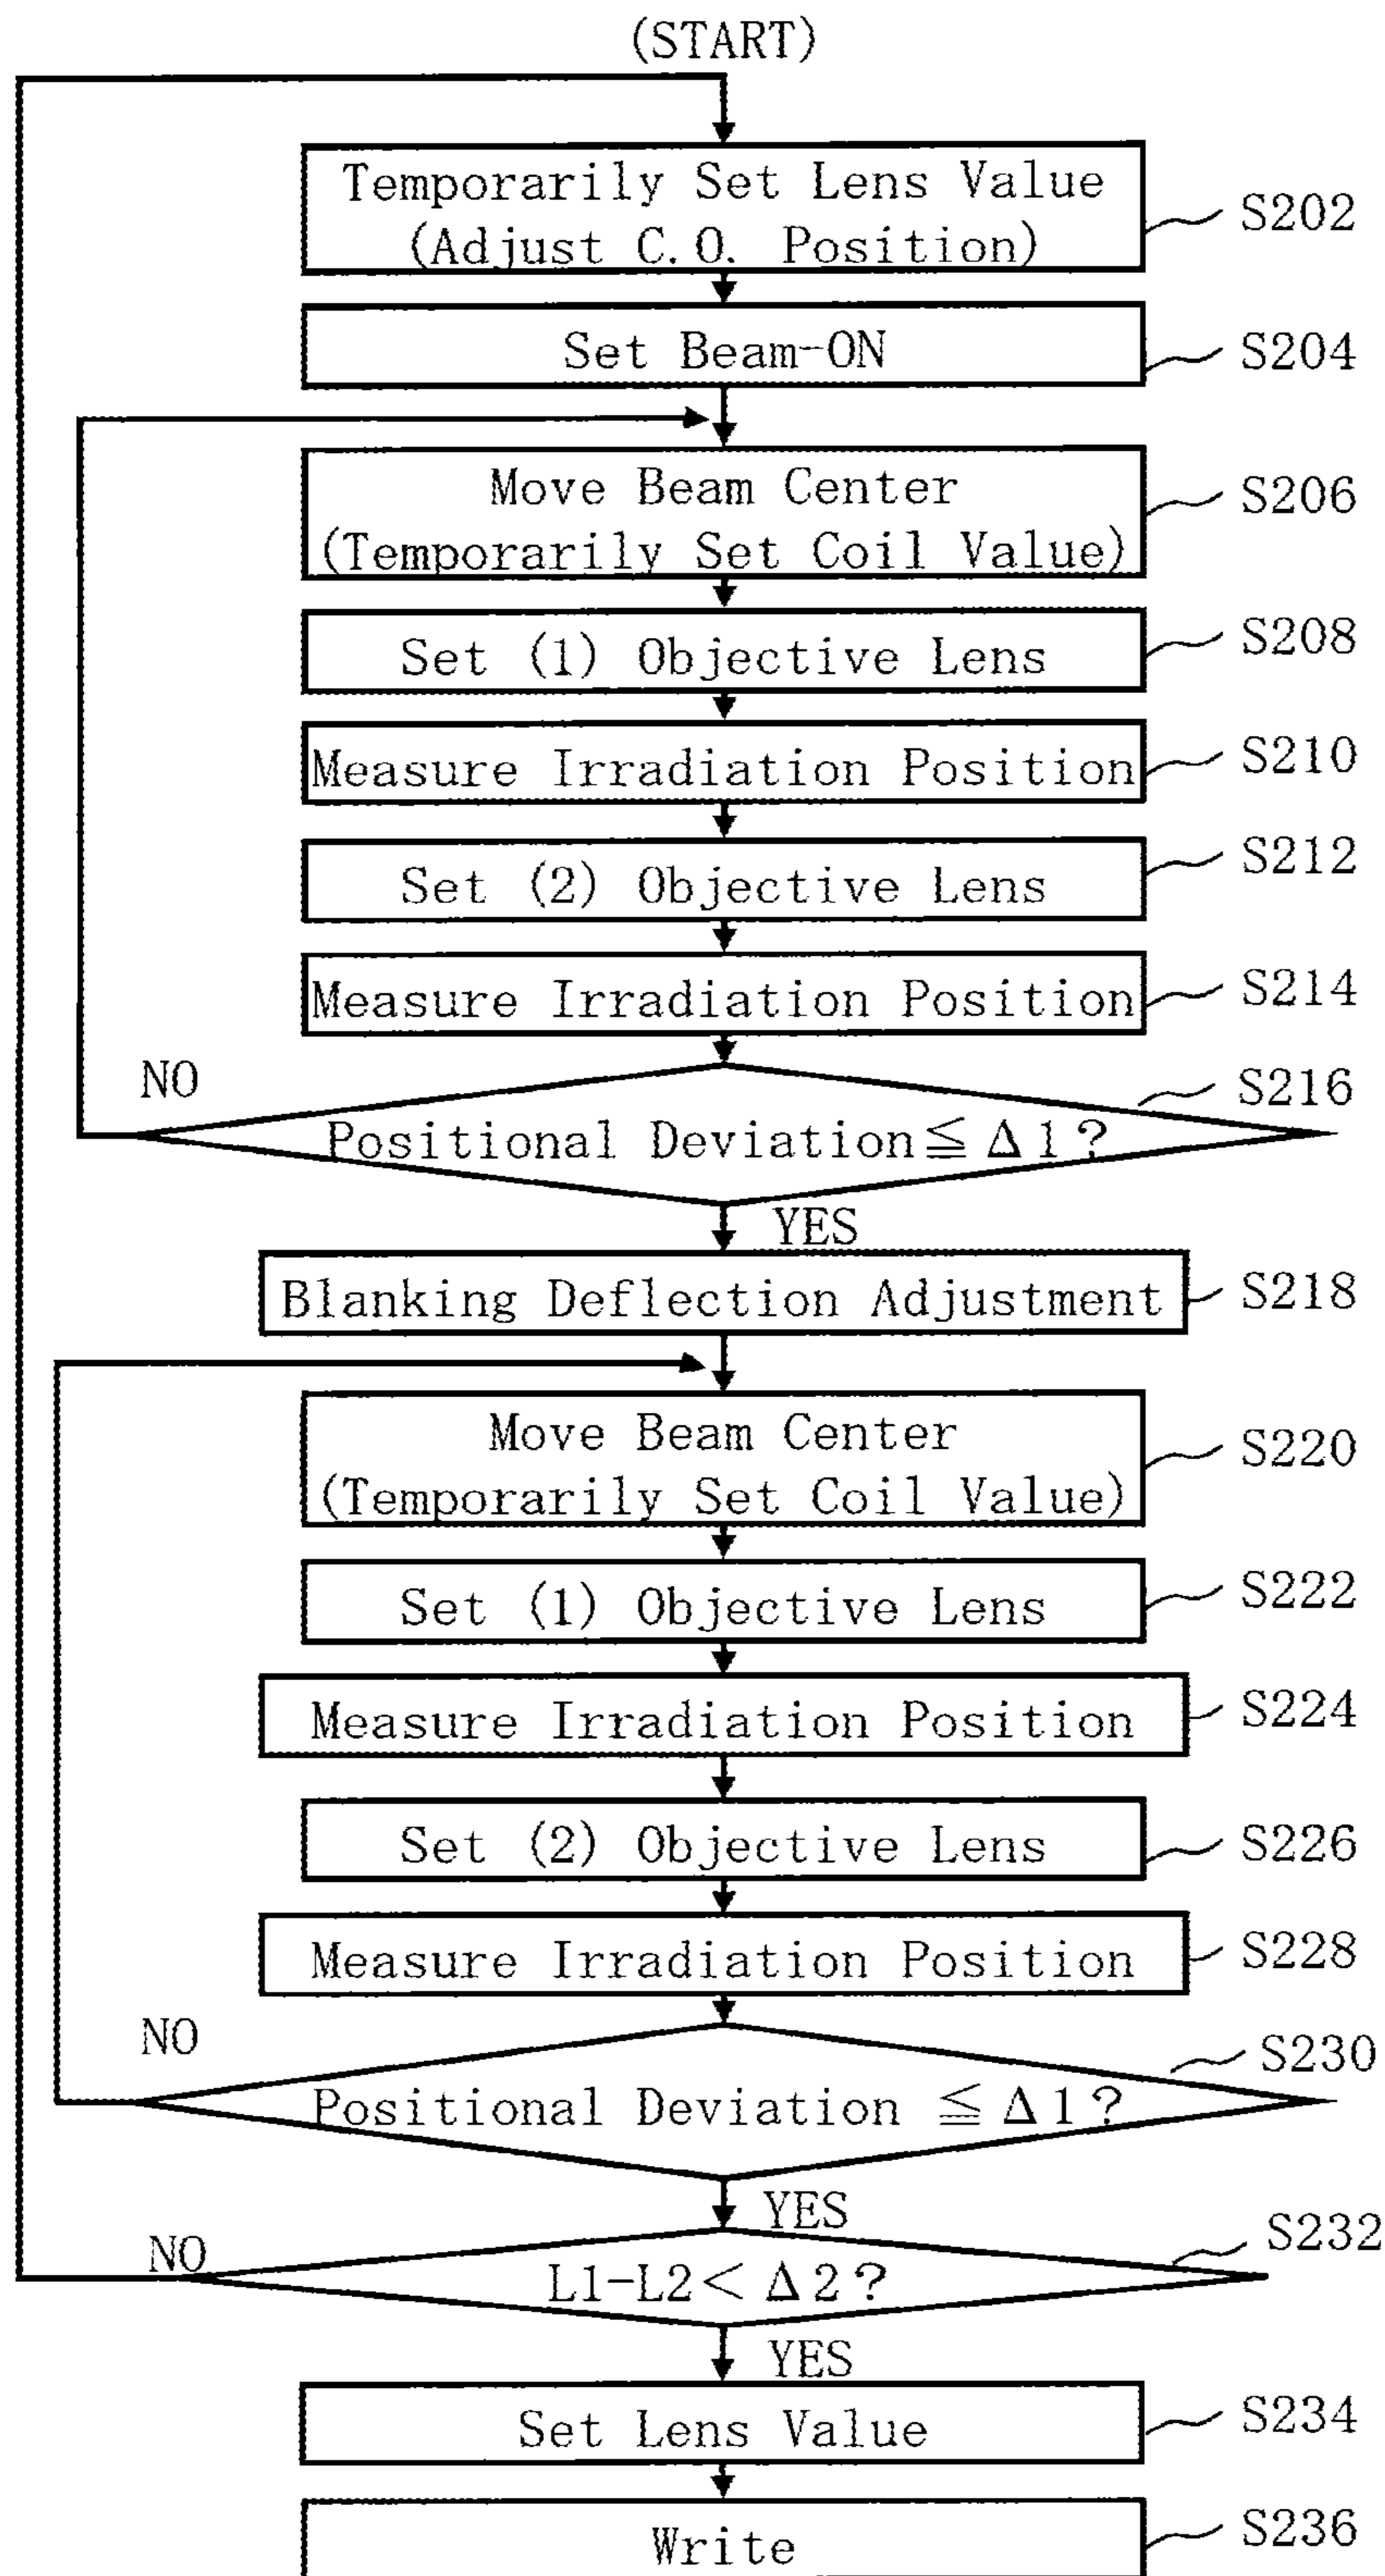 (START)
Temporarily Set Lens Value
(Adjust C.O. Position)
S202
Set Beam-ON
S204
Move Beam Center
(Temporarily Set Coil Value)
S206
Set (1) Objective Lens
S208
Measure Irradiation Position
S210
Set (2) Objective Lens
S212
Measure Irradiation Position
S214
NO
S216
Positional Deviation≦Δ1?
YES
Blanking Deflection Adjustment
S218
Move Beam Center
(Temporarily Set Coil Value)
S220
Set (1) Objective Lens
S222
Measure Irradiation Position
S224
Set (2) Objective Lens
S226
Measure Irradiation Position
S228
NO
S230
Positional Deviation ≦Δ1?
YES
NO
S232
L1-L2<Δ2?
YES
Set Lens Value
S234
Write
S236